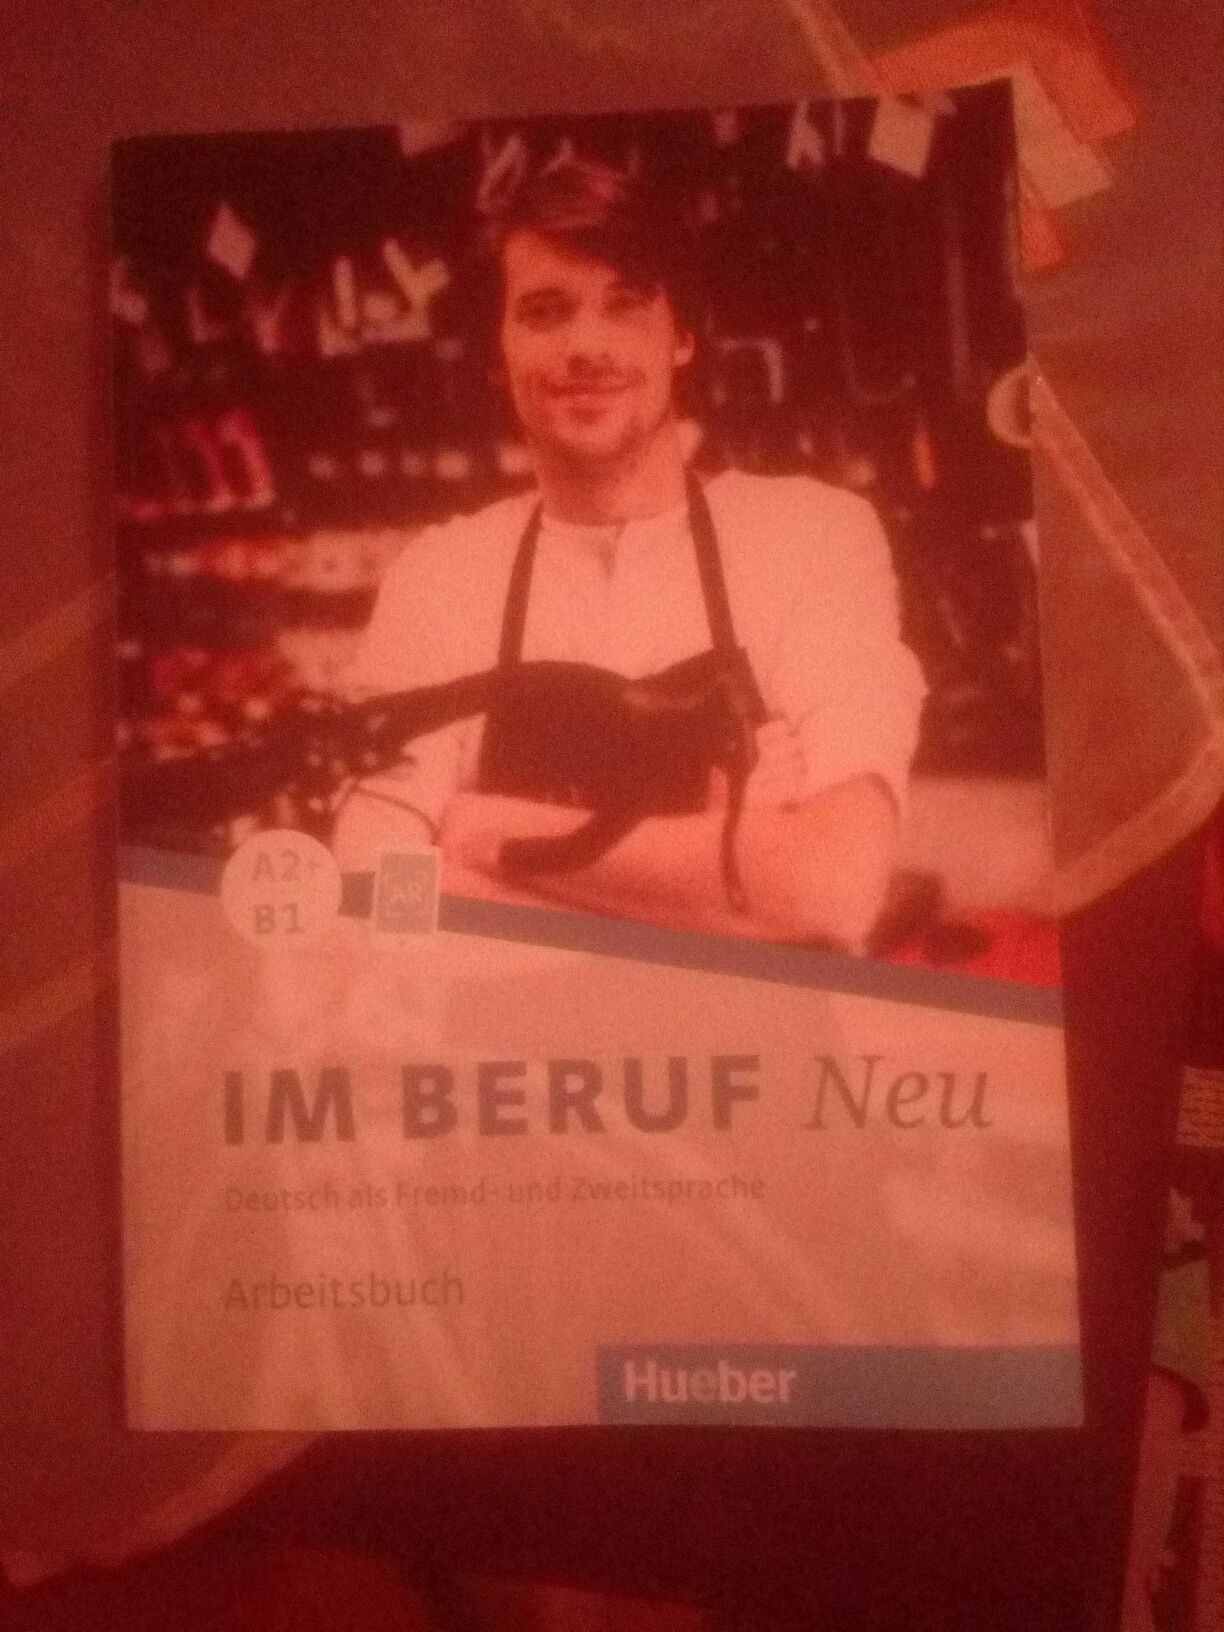 A2+
B1
IM BERUF Neu
Deutsch als Fremd- und Zweitsprache
Arbeitsbuch
Hueber